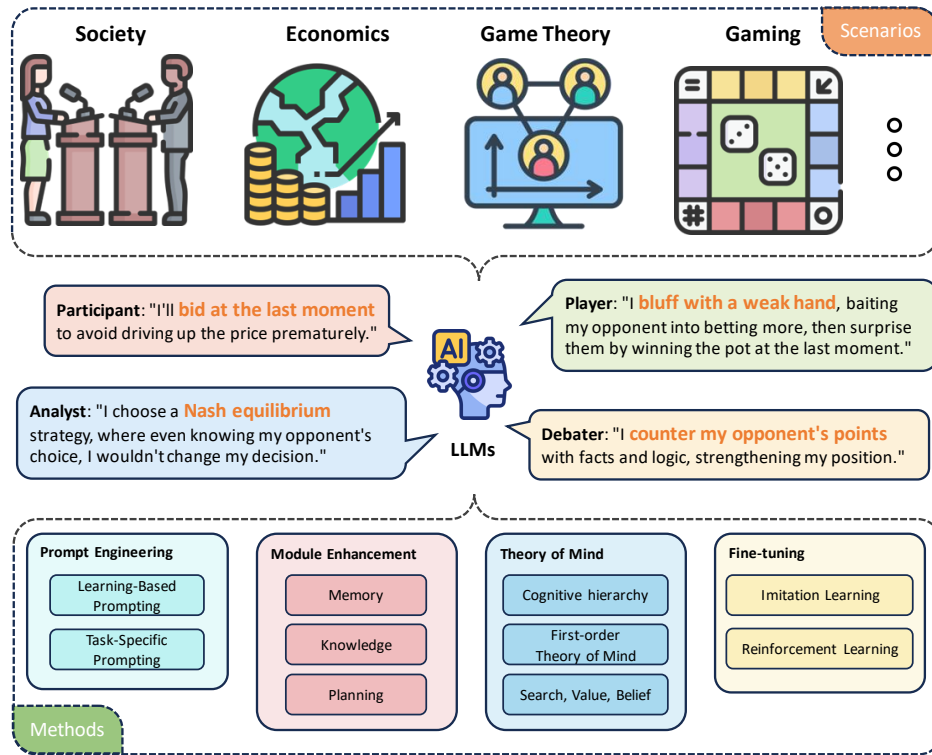 Society
Economics
Game Theory
Gaming
Scenarios
Participant: "I'll bid at the last moment
to avoid driving up the price prematurely."
Player: "I bluff with a weak hand, baiting
my opponent into betting more, then surprise
them by winning the pot at the last moment."
AI
LLMs
Analyst: "I choose a Nash equilibrium
strategy, where even knowing my opponent's
choice, I wouldn't change my decision."
Debater: "I counter my opponent's points
with facts and logic, strengthening my position."
Prompt Engineering
Learning-Based
Prompting
Task-Specific
Prompting
Module Enhancement
Memory
Knowledge
Planning
Theory of Mind
Cognitive hierarchy
First-order
Theory of Mind
Search, Value, Belief
Fine-tuning
Imitation Learning
Reinforcement Learning
Methods